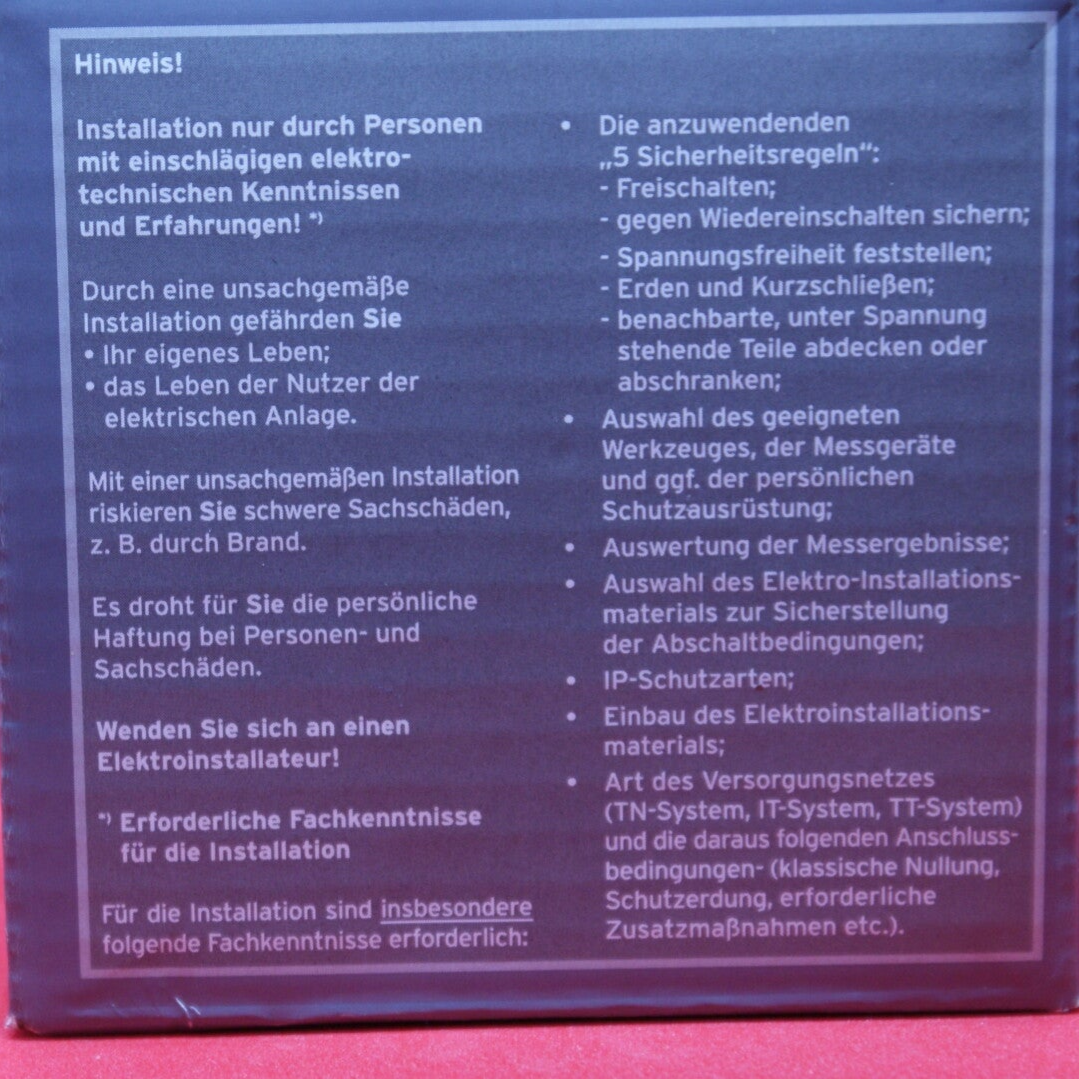 Hinweis!
Installation nur durch Personen
mit einschlägigen elektro-
technischen Kenntnissen
und Erfahrungen! *)
Durch eine unsachgemäße
Installation gefährden Sie
• Ihr eigenes Leben;
• das Leben der Nutzer der
elektrischen Anlage.
Mit einer unsachgemäßen Installation
riskieren Sie schwere Sachschäden,
z. B. durch Brand.
Es droht für Sie die persönliche
Haftung bei Personen- und
Sachschäden.
Wenden Sie sich an einen
Elektroinstallateur!
*) Erforderliche Fachkenntnisse
für die Installation
Für die Installation sind insbesondere
folgende Fachkenntnisse erforderlich:
• Die anzuwendenden
„5 Sicherheitsregeln“:
- Freischalten;
- gegen Wiedereinschalten sichern;
- Spannungsfreiheit feststellen;
- Erden und Kurzschließen;
- benachbarte, unter Spannung
stehende Teile abdecken oder
abschranken;
• Auswahl des geeigneten
Werkzeuges, der Messgeräte
und ggf. der persönlichen
Schutzausrüstung;
• Auswertung der Messergebnisse;
• Auswahl des Elektro-Installations-
materials zur Sicherstellung
der Abschaltbedingungen;
• IP-Schutzarten;
• Einbau des Elektroinstallations-
materials;
• Art des Versorgungsnetzes
(TN-System, IT-System, TT-System)
und die daraus folgenden Anschluss-
bedingungen- (klassische Nullung,
Schutzerdung, erforderliche
Zusatzmaßnahmen etc.).